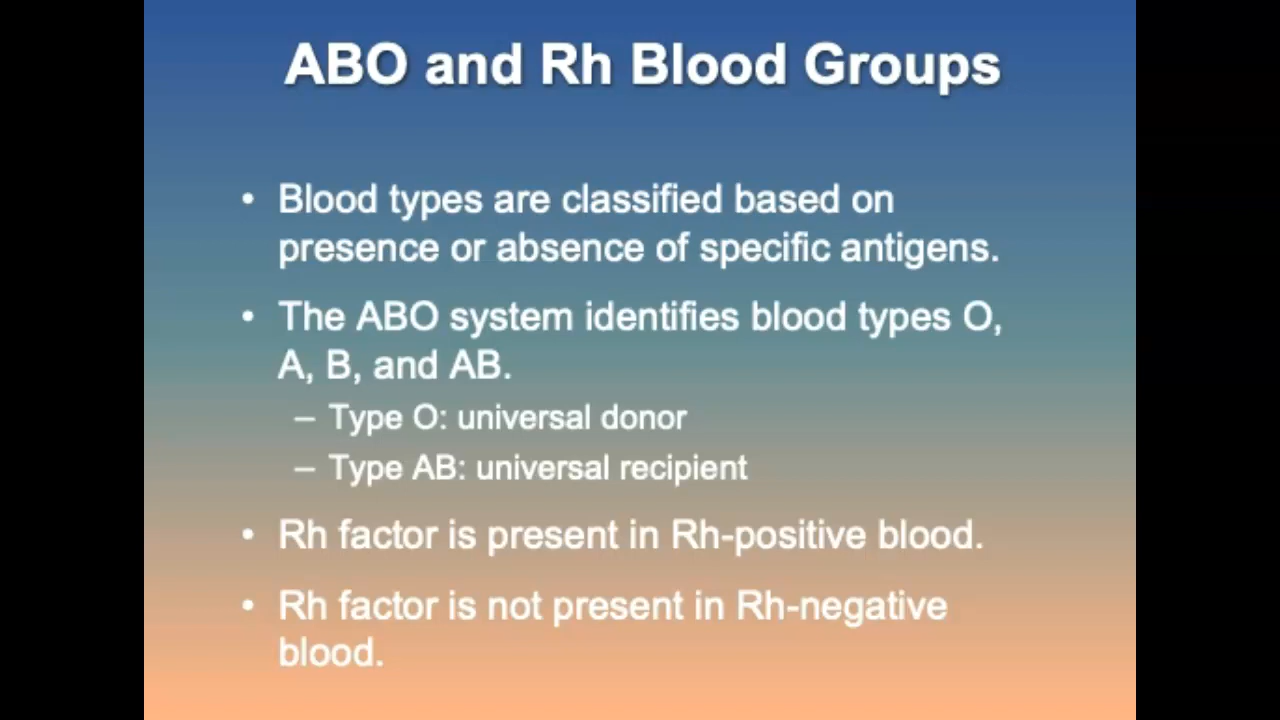 ABO and Rh Blood Groups
• Blood types are classified based on
presence or absence of specific antigens.
• The ABO system identifies blood types O,
A, B, and AB.
– Type O: universal donor
– Type AB: universal recipient
• Rh factor is present in Rh-positive blood.
• Rh factor is not present in Rh-negative
blood.